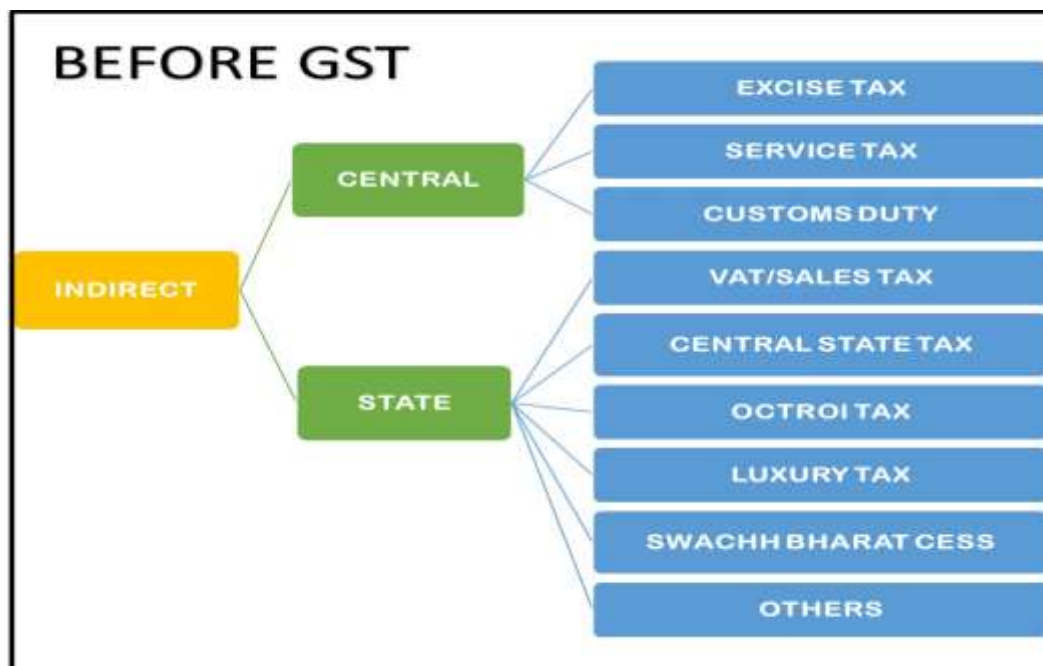 BEFORE GST
INDIRECT
CENTRAL
EXCISE TAX
SERVICE TAX
CUSTOMS DUTY
STATE
VAT/SALES TAX
CENTRAL STATE TAX
OCTROI TAX
LUXURY TAX
SWACHH BHARAT CESS
OTHERS